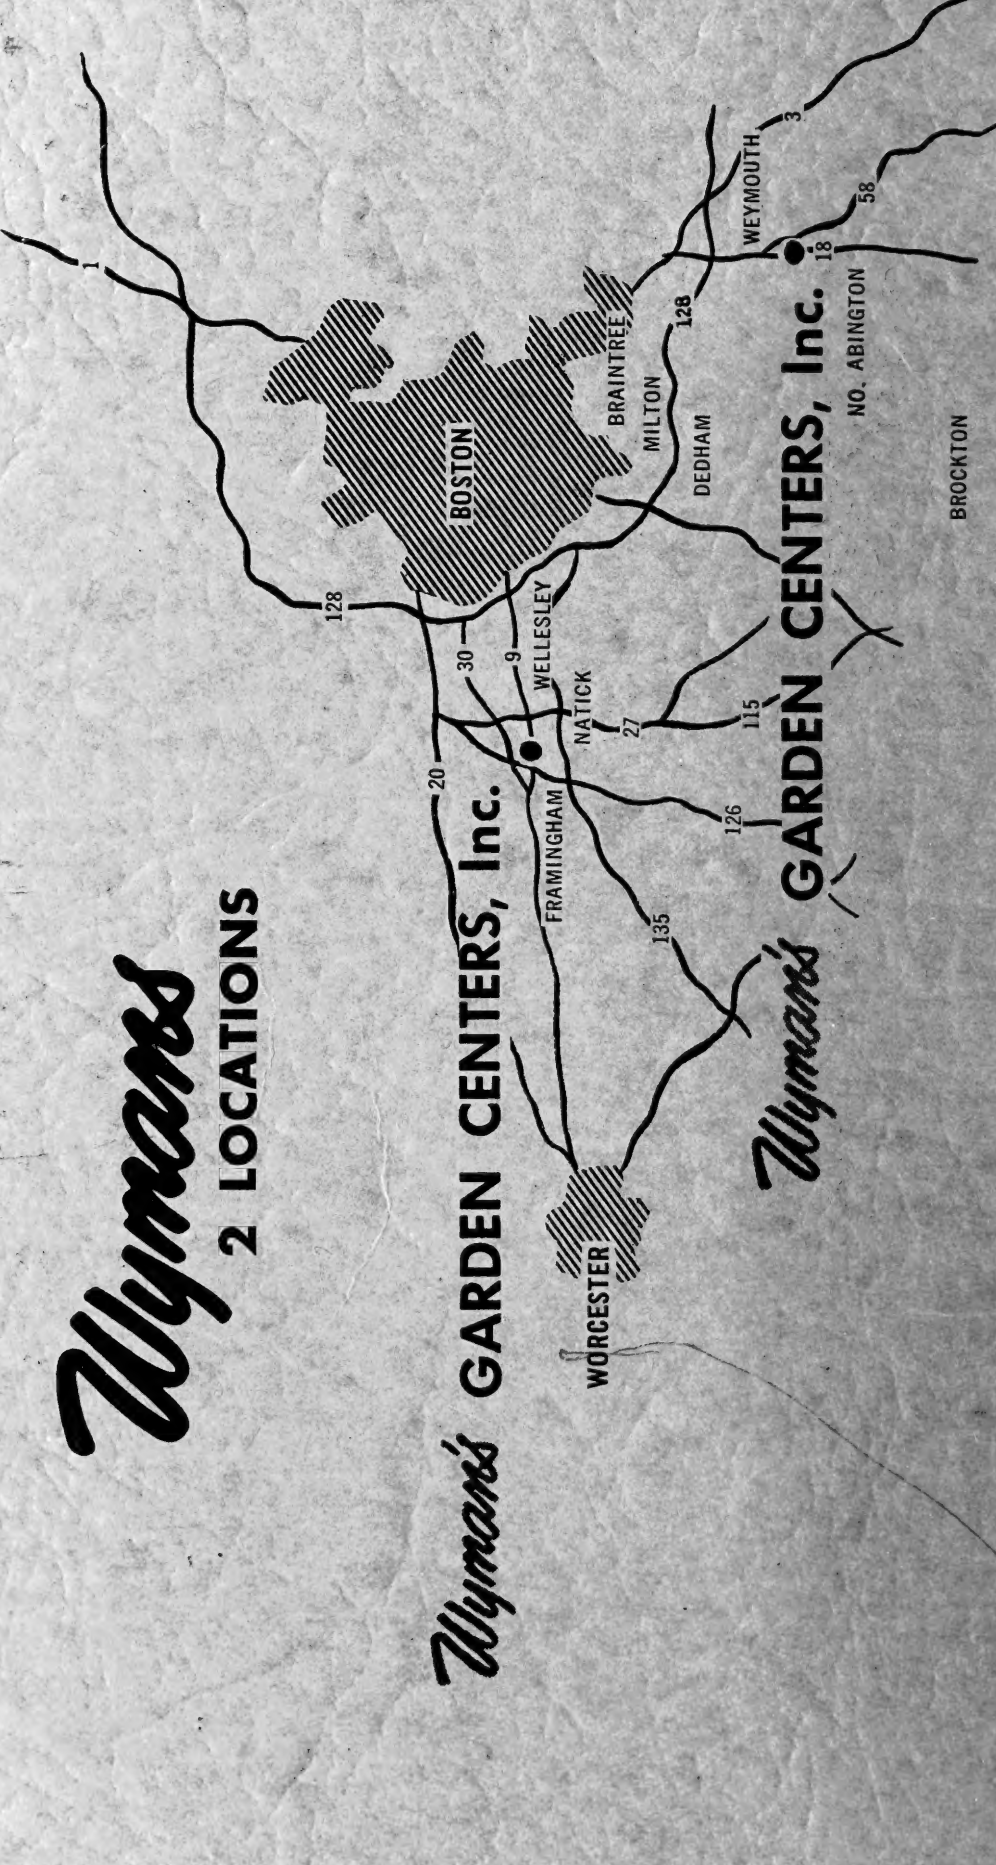 Wymans
2 LOCATIONS
1
128
BOSTON
20
30
9
Wyman's GARDEN CENTERS, Inc.
WELLESLEY
FRAMINGHAM
NATICK
WORCESTER
BRAINTREE
27
MILTON
135
128
DEDHAM
126
115
WEYMOUTH
3
Wyman's GARDEN CENTERS, Inc.
18
58
NO. ABINGTON
BROCKTON